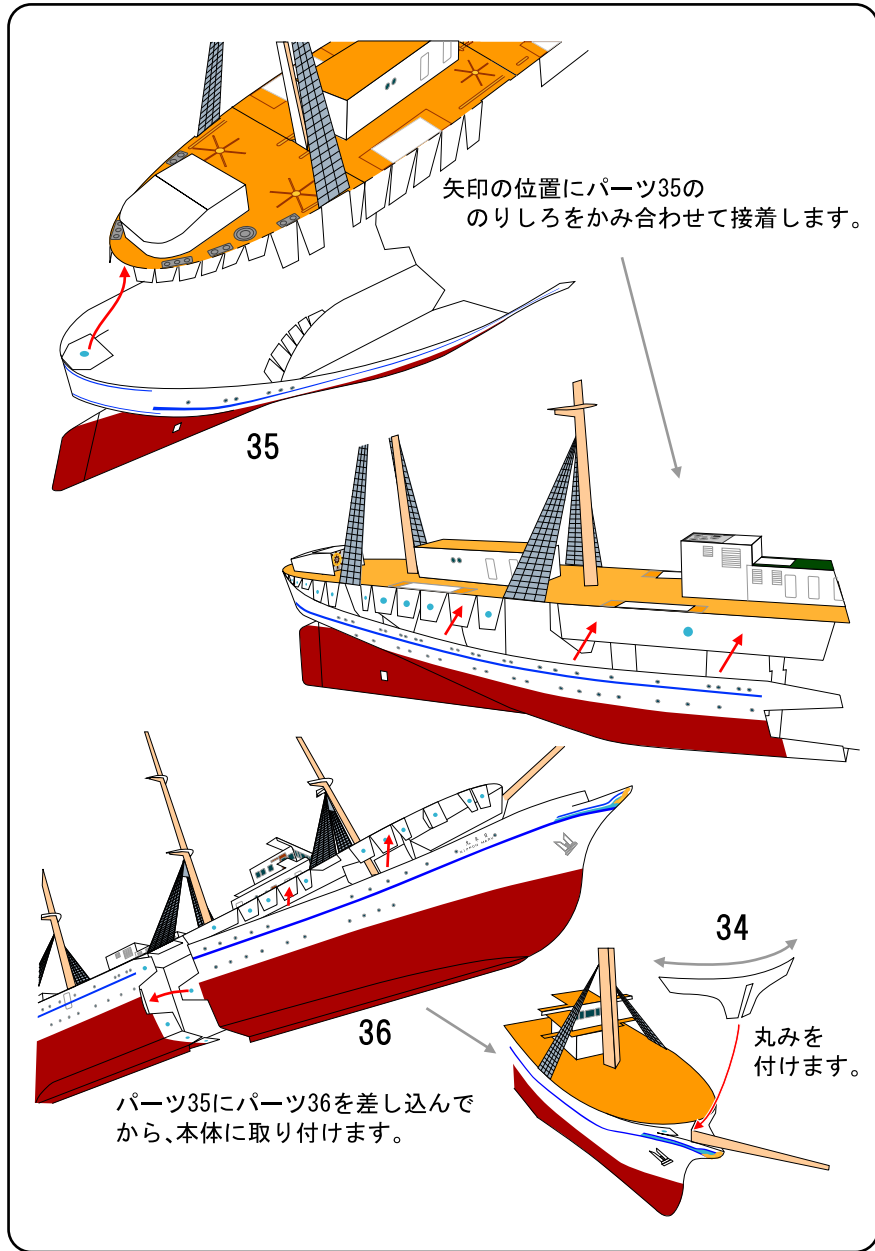 矢印の位置にパーツ35の
のりしろをかみ合わせて接着します。
35
34
丸みを
付けます。
36
パーツ35にパーツ36を差し込んで
から、本体に取り付けます。